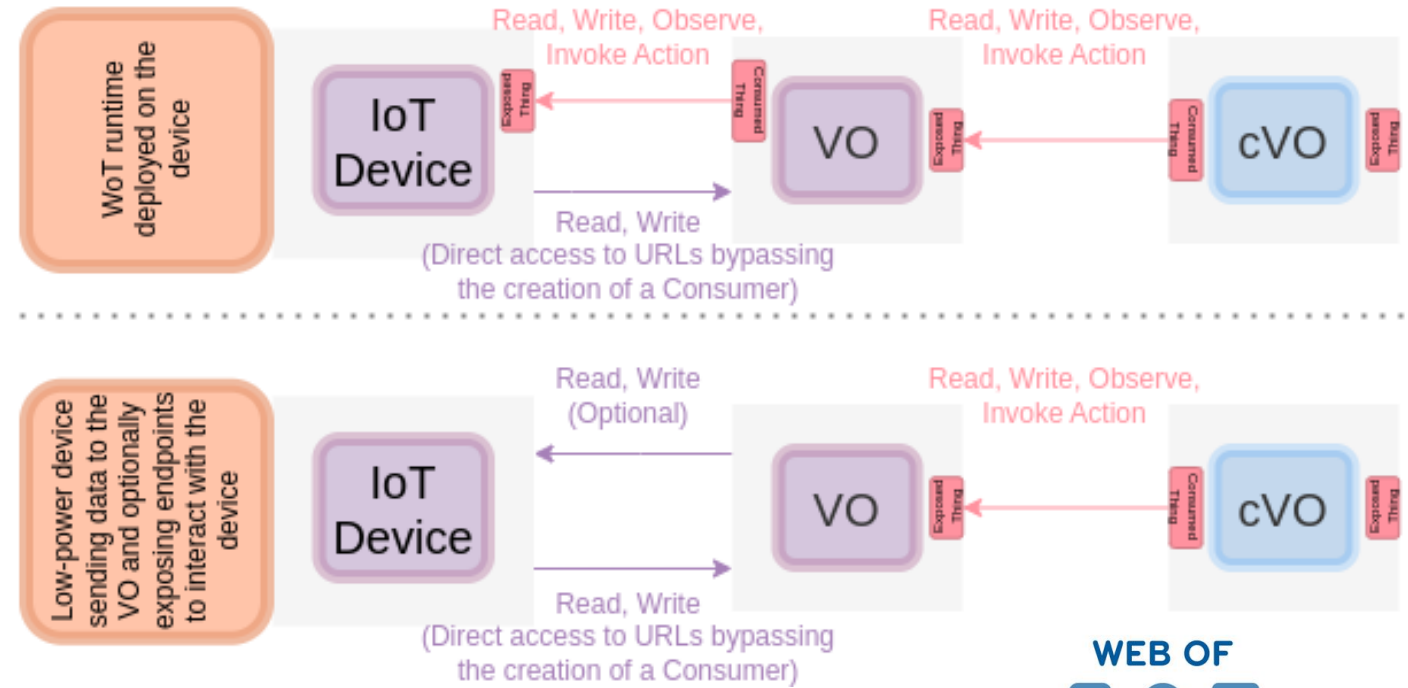 Read, Write, Observe,
Invoke Action
Read, Write, Observe,
Invoke Action
WoT runtime
deployed on the
device
IoT
Device
Exposed
Thing
Consumed
Thing
VO
Exposed
Thing
Consumed
Thing
cVO
Exposed
Thing
Read, Write
(Direct access to URLs bypassing
the creation of a Consumer)
Low-power device
sending data to the
VO and optionally
exposing endpoints
to interact with the
device
Read, Write
(Optional)
Read, Write, Observe,
Invoke Action
IoT
Device
VO
Exposed
Thing
Consumed
Thing
cVO
Exposed
Thing
Read, Write
(Direct access to URLs bypassing
the creation of a Consumer)
WEB OF